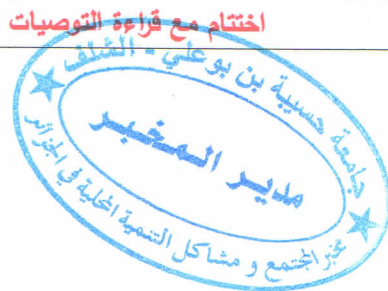 اختتام مع قراءة التوصيات
جامعة حسيبة بن بوعلي - الشلف
مدير المخبر
مخبر المجتمع و مشاكل التنمية المحلية في الجزائر